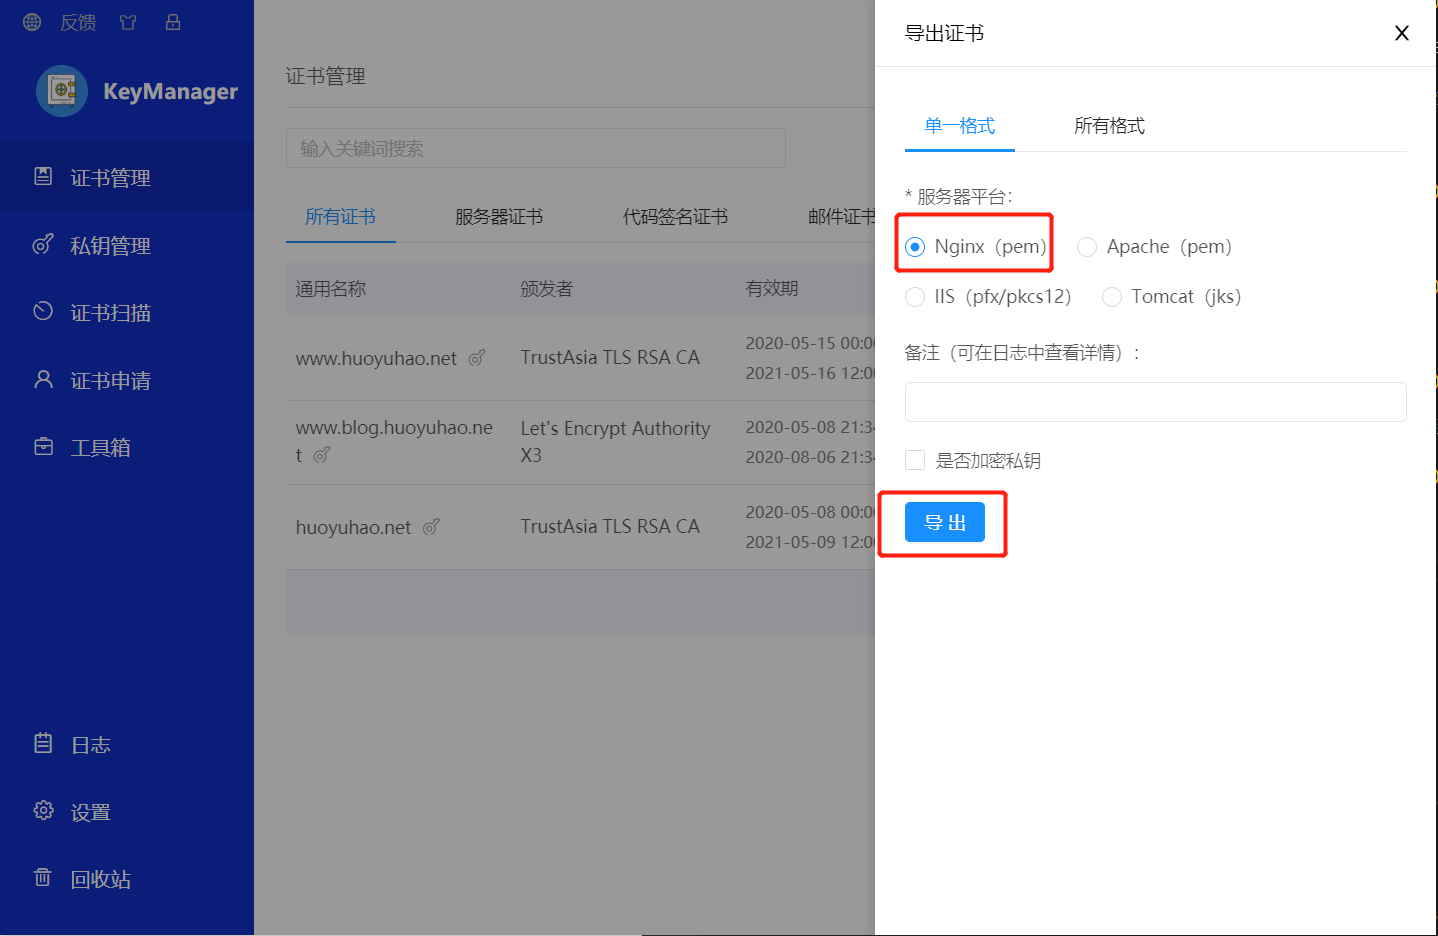 反馈
KeyManager
证书管理
私钥管理
证书扫描
证书申请
工具箱
日志
设置
回收站
证书管理
输入关键词搜索
所有证书 服务器证书 代码签名证书 邮件证书
通用名称 颁发者 有效期
www.huoyuhao.net TrustAsia TLS RSA CA 2020-05-15 00:0
2021-05-16 12:0
www.blog.huoyuhao.ne Let's Encrypt Authority 2020-05-08 21:34
t X3 2020-08-06 21:34
huoyuhao.net TrustAsia TLS RSA CA 2020-05-08 00:0
2021-05-09 12:0
导出证书 X
单一格式 所有格式
* 服务器平台:
Nginx（pem） Apache（pem）
IIS（pfx/pkcs12） Tomcat（jks）
备注（可在日志中查看详情）:
是否加密私钥
导 出